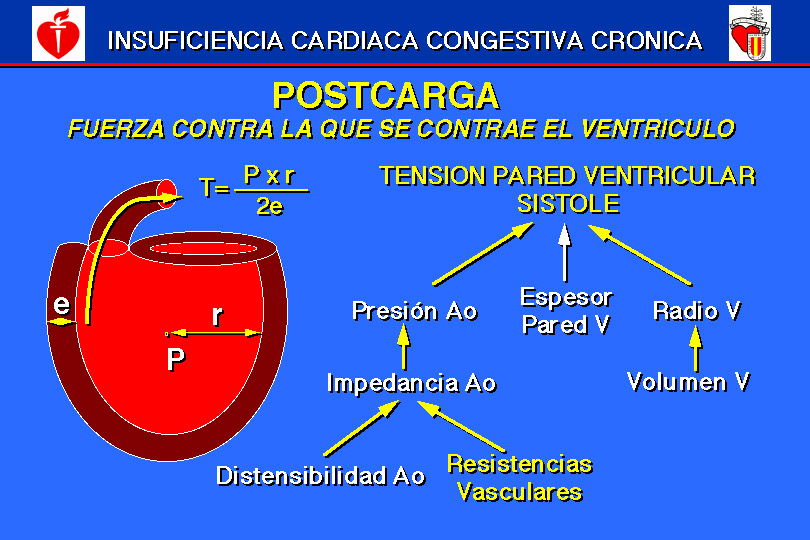 INSUFICIENCIA CARDIACA CONGESTIVA CRONICA
POSTCARGA
FUERZA CONTRA LA QUE SE CONTRAE EL VENTRICULO
T= P x r
2e
TENSION PARED VENTRICULAR
SISTOLE
e
r
P
Presión Ao
Espesor
Pared V
Radio V
Impedancia Ao
Volumen V
Distensibilidad Ao
Resistencias
Vasculares